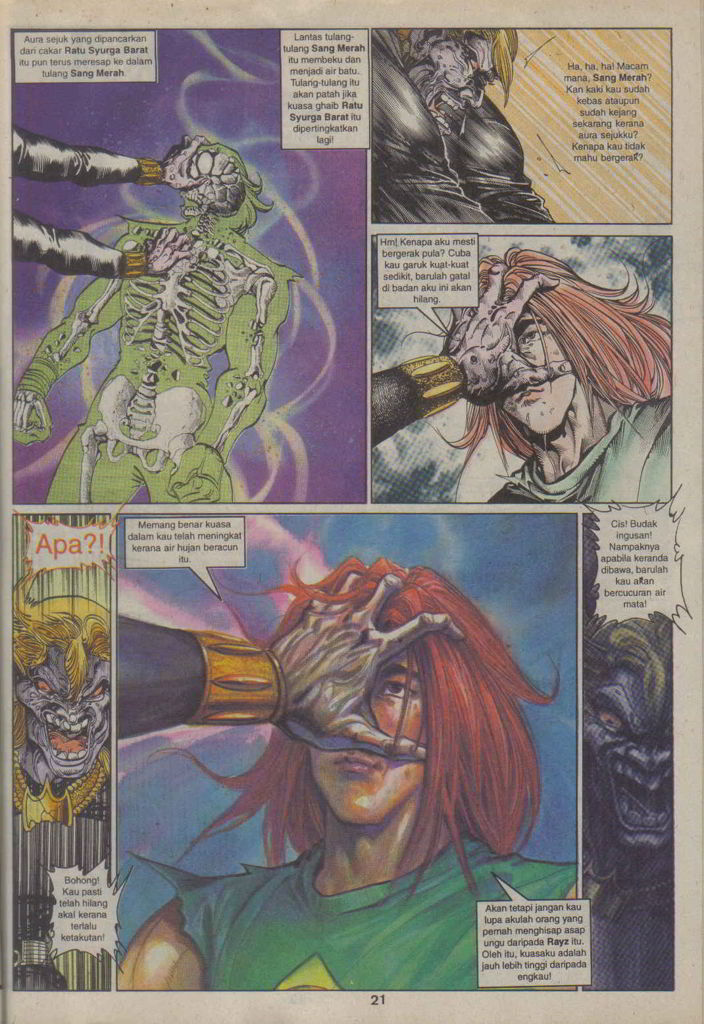 Aura sejuk yang dipancarkan
dari cakar Ratu Syurga Barat
itu pun terus meresap ke dalam
tulang Sang Merah.
Lantas tulang-
tulang Sang Merah
itu membeku dan
menjadi air batu.
Tulang-tulang itu
akan patah jika
kuasa ghaib Ratu
Syurga Barat itu
dipertingkatkan
lagi!
Ha, ha, ha! Macam
mana, Sang Merah?
Kan kaki kau sudah
kebas ataupun
sudah kejang
sekarang kerana
aura sejukku?
Kenapa kau tidak
mahu bergerak?
Hm! Kenapa aku mesti
bergerak pula? Cuba
kau garuk kuat-kuat
sedikit, barulah gatal
di badan aku ini akan
hilang.
Apa?!
Memang benar kuasa
dalam kau telah meningkat
kerana air hujan beracun
itu.
Cis! Budak
ingusan!
Nampaknya
apabila keranda
dibawa, barulah
kau akan
bercucuran air
mata!
Bohong!
Kau pasti
telah hilang
akal kerana
terlalu
ketakutan!
Akan tetapi jangan kau
lupa akulah orang yang
pernah menghisap asap
ungu daripada Rayz itu.
Oleh itu, kuasaku adalah
jauh lebih tinggi daripada
engkau!
21